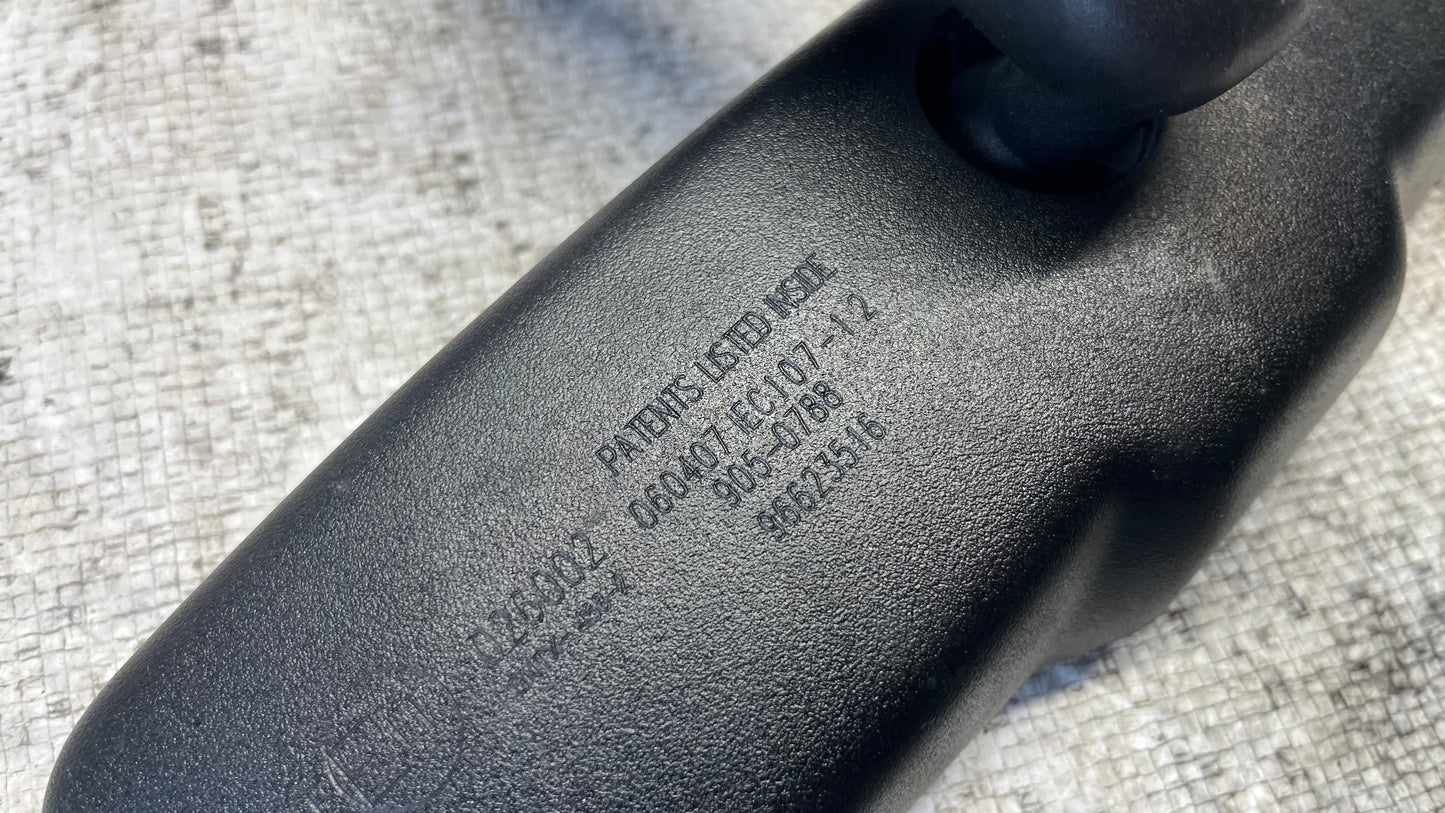 PATENTS LISTED INSIDE
060407 IEC107-12
905-0788
96623516
026002